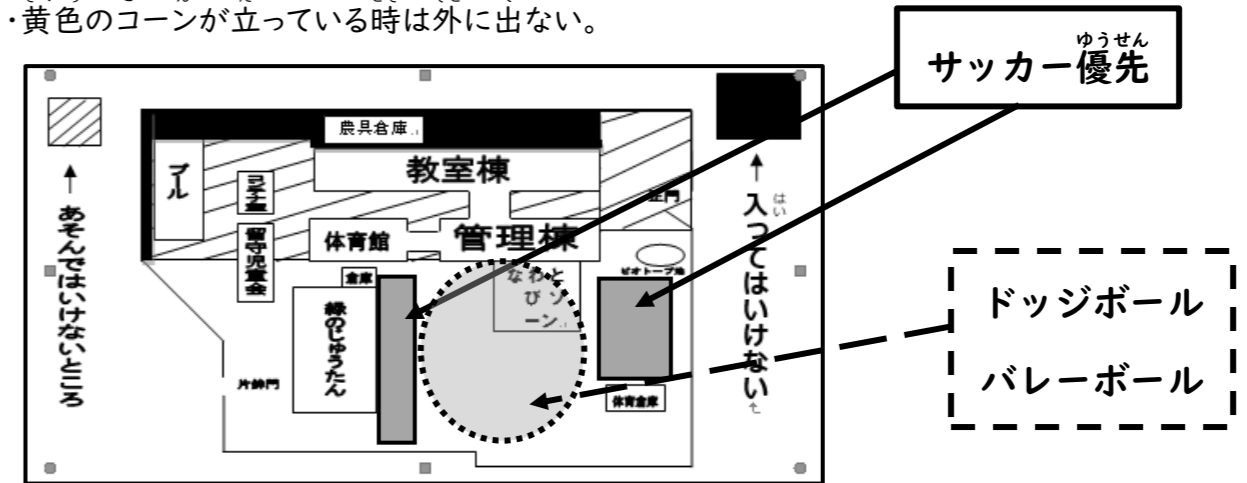 ・黄色のコーンが立っている時は外に出ない。
ゆうせん
サッカー優先
農具倉庫
教室棟
プール
正門
体育館
管理棟
留守児童会
倉庫
なわと
びゾ
ーン
ビオトープ池
緑のじゅうたん
片鉾門
体育倉庫
↑あそんではいけないところ
はい
↑入ってはいけない
ドッジボール
バレーボール